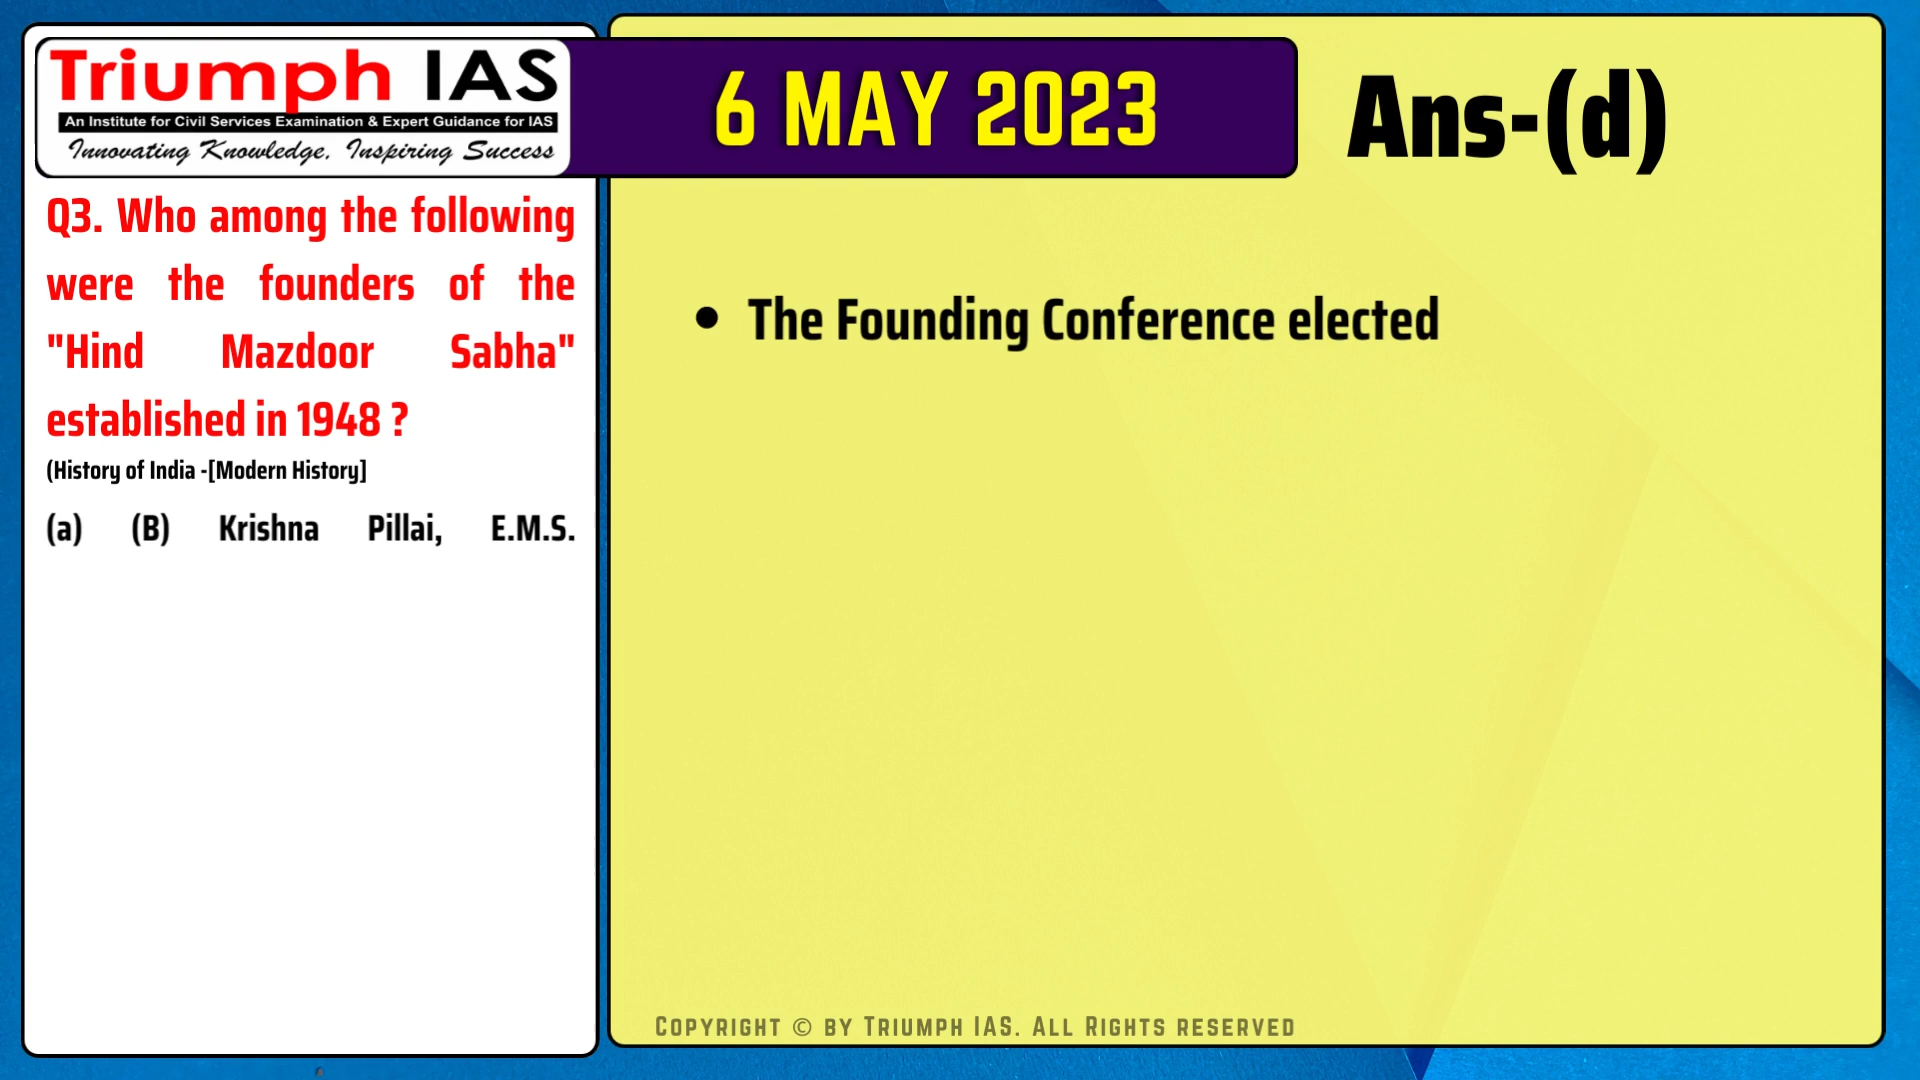 Triumph IAS
An Institute for Civil Services Examination & Expert Guidance for IAS
Innovating Knowledge, Inspiring Success
6 MAY 2023
Ans-(d)
Q3. Who among the following
were the founders of the
"Hind Mazdoor Sabha"
established in 1948 ?
(History of India -[Modern History]
(a) (B) Krishna Pillai, E.M.S.
• The Founding Conference elected
COPYRIGHT © BY TRIUMPH IAS. ALL RIGHTS RESERVED